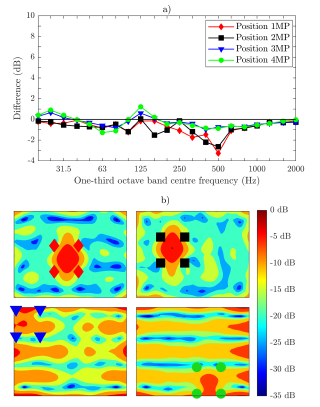 a)
Position 1MP
Position 2MP
Position 3MP
Position 4MP
10
8
6
4
2
0
-2
-4
Difference (dB)
31.5 63 125 250 500 1000 2000
One-third octave band centre frequency (Hz)
b)
0 dB
-5 dB
-10 dB
-15 dB
-20 dB
-25 dB
-30 dB
-35 dB